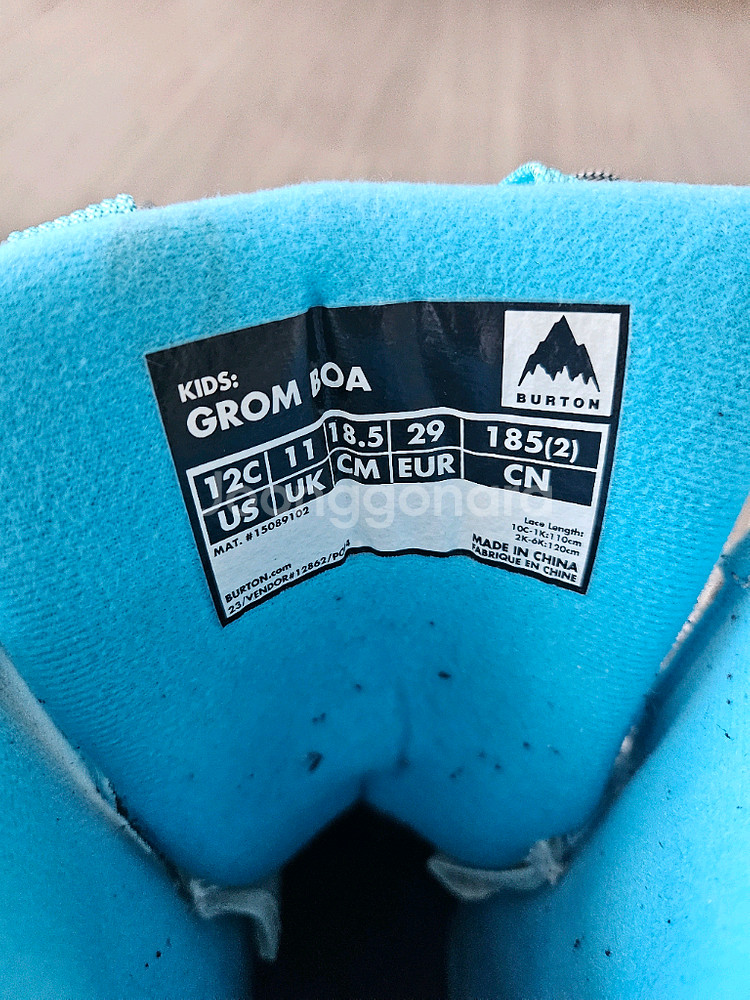 KIDS:
GROM BOA
BURTON
12C 11 18.5 29 185(2)
US UK CM EUR CN
MAT. #15089102
Lace Length:
10C-1K:110cm
2K-6K:120cm
MADE IN CHINA
FABRIQUE EN CHINE
BURTON.com